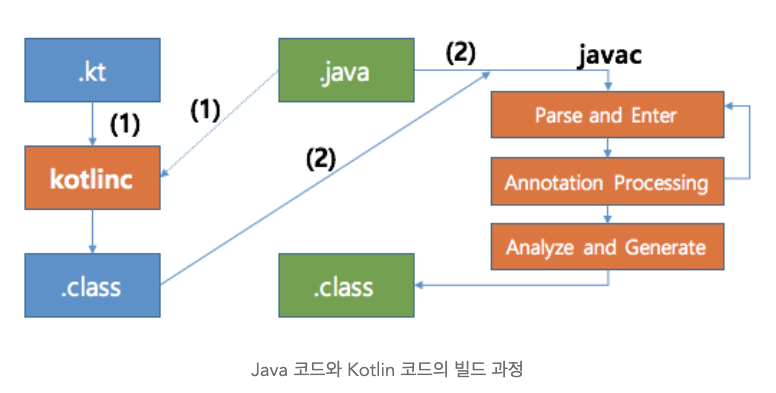 .kt
.java
(2)
javac
(1)
(1)
Parse and Enter
kotlinc
(2)
Annotation Processing
Analyze and Generate
.class
.class
Java 코드와 Kotlin 코드의 빌드 과정